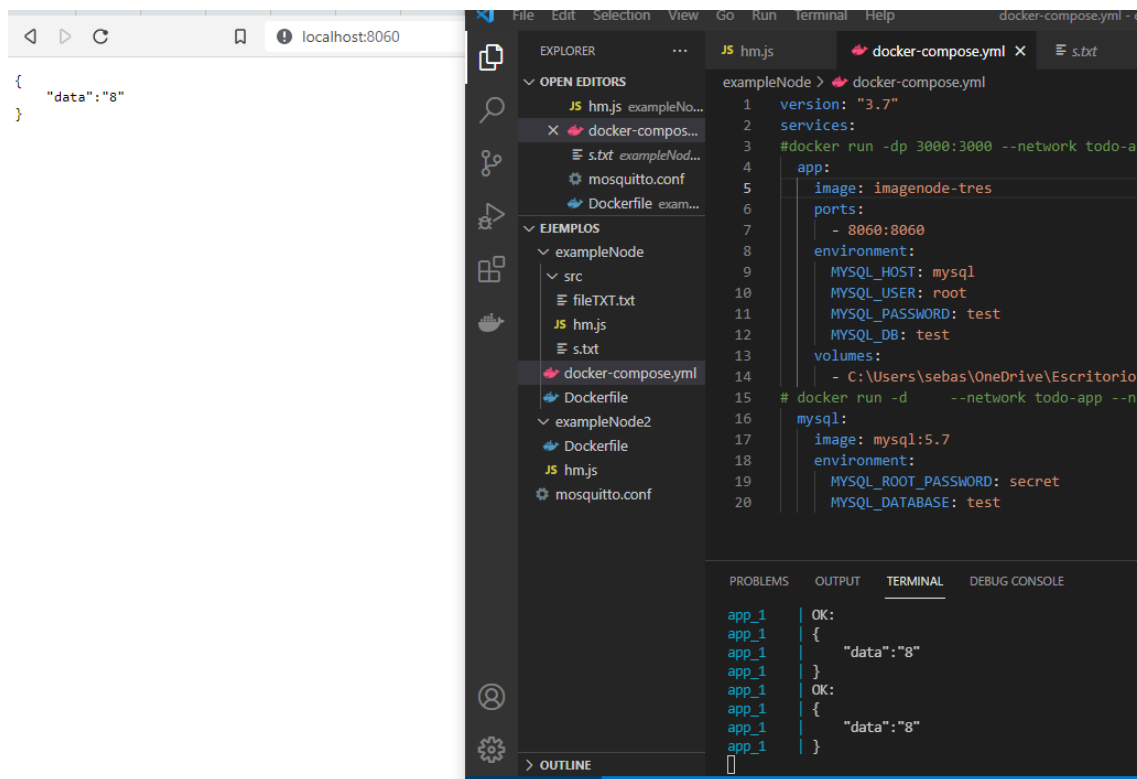 localhost:8060
{
"data":"8"
}
File Edit Selection View Go Run Terminal Help docker-compose.yml - e
EXPLORER ...
OPEN EDITORS
JS hm.js exampleNo...
docker-compos...
s.txt exampleNod...
mosquitto.conf
Dockerfile exam...
EJEMPLOS
exampleNode
src
fileTXT.txt
JS hm.js
s.txt
docker-compose.yml
Dockerfile
exampleNode2
Dockerfile
JS hm.js
mosquitto.conf
OUTLINE
JS hm.js docker-compose.yml s.txt
exampleNode > docker-compose.yml
1 version: "3.7"
2 services:
3 #docker run -dp 3000:3000 --network todo-a
4 app:
5 image: imagenode-tres
6 ports:
7 - 8060:8060
8 environment:
9 MYSQL_HOST: mysql
10 MYSQL_USER: root
11 MYSQL_PASSWORD: test
12 MYSQL_DB: test
13 volumes:
14 - C:\Users\sebas\OneDrive\Escritorio
15 # docker run -d --network todo-app --n
16 mysql:
17 image: mysql:5.7
18 environment:
19 MYSQL_ROOT_PASSWORD: secret
20 MYSQL_DATABASE: test
PROBLEMS OUTPUT TERMINAL DEBUG CONSOLE
app_1 | OK:
app_1 | {
app_1 | "data":"8"
app_1 | }
app_1 | OK:
app_1 | {
app_1 | "data":"8"
app_1 | }